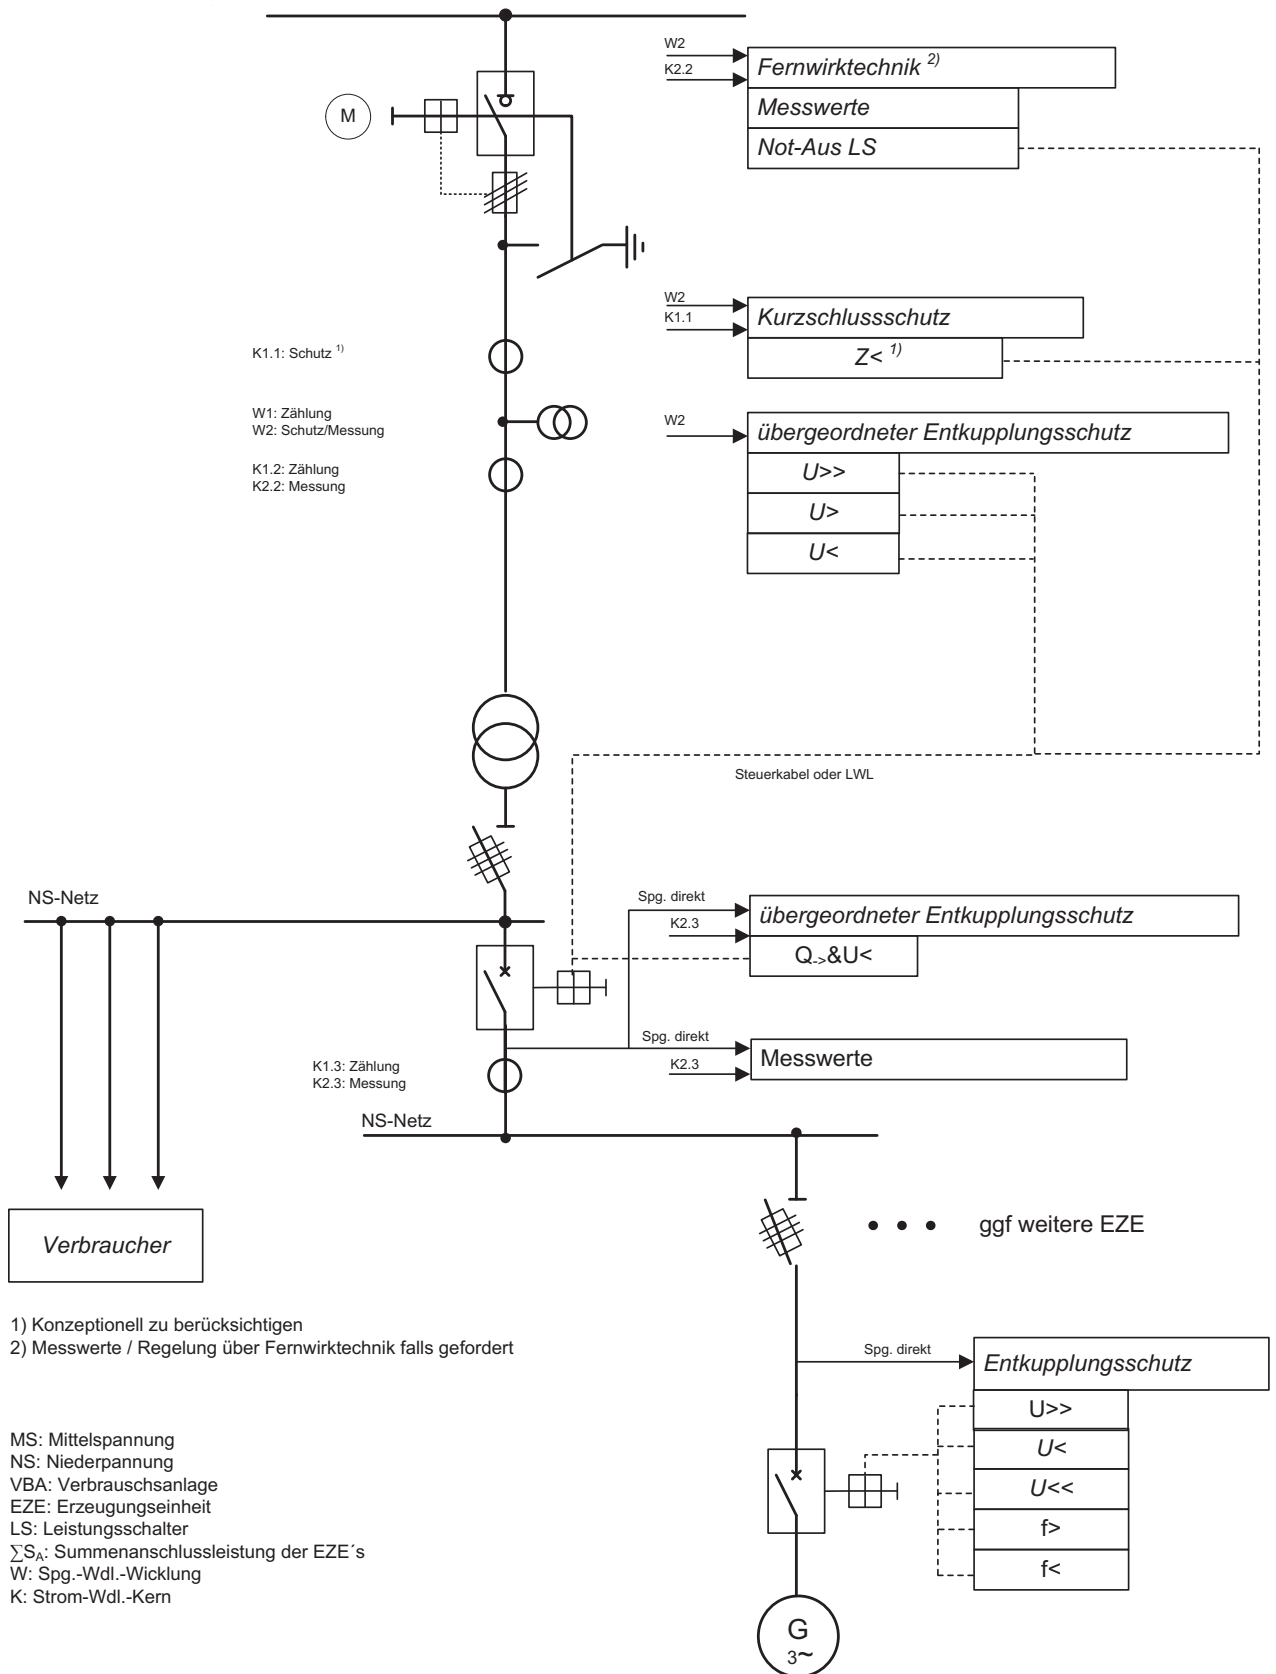 W2
K2.2
Fernwirktechnik 2)
M
Messwerte
Not-Aus LS
W2
K1.1
Kurzschlussschutz
Z< 1)
K1.1: Schutz 1)
W1: Zählung
W2: Schutz/Messung
W2
übergeordneter Entkupplungsschutz
U>>
U>
U<
K1.2: Zählung
K2.2: Messung
Steuerkabel oder LWL
NS-Netz
Spg. direkt
K2.3
übergeordneter Entkupplungsschutz
Q->&U<
Spg. direkt
K2.3
Messwerte
K1.3: Zählung
K2.3: Messung
NS-Netz
Verbraucher
ggf weitere EZE
1) Konzeptionell zu berücksichtigen
2) Messwerte / Regelung über Fernwirktechnik falls gefordert
Spg. direkt
Entkupplungsschutz
U>>
U<
U<<
f>
f<
MS: Mittelspannung
NS: Niederpannung
VBA: Verbrauschsanlage
EZE: Erzeugungseinheit
LS: Leistungsschalter
∑SA: Summenanschlussleistung der EZE´s
W: Spg.-Wdl.-Wicklung
K: Strom-Wdl.-Kern
G
3~